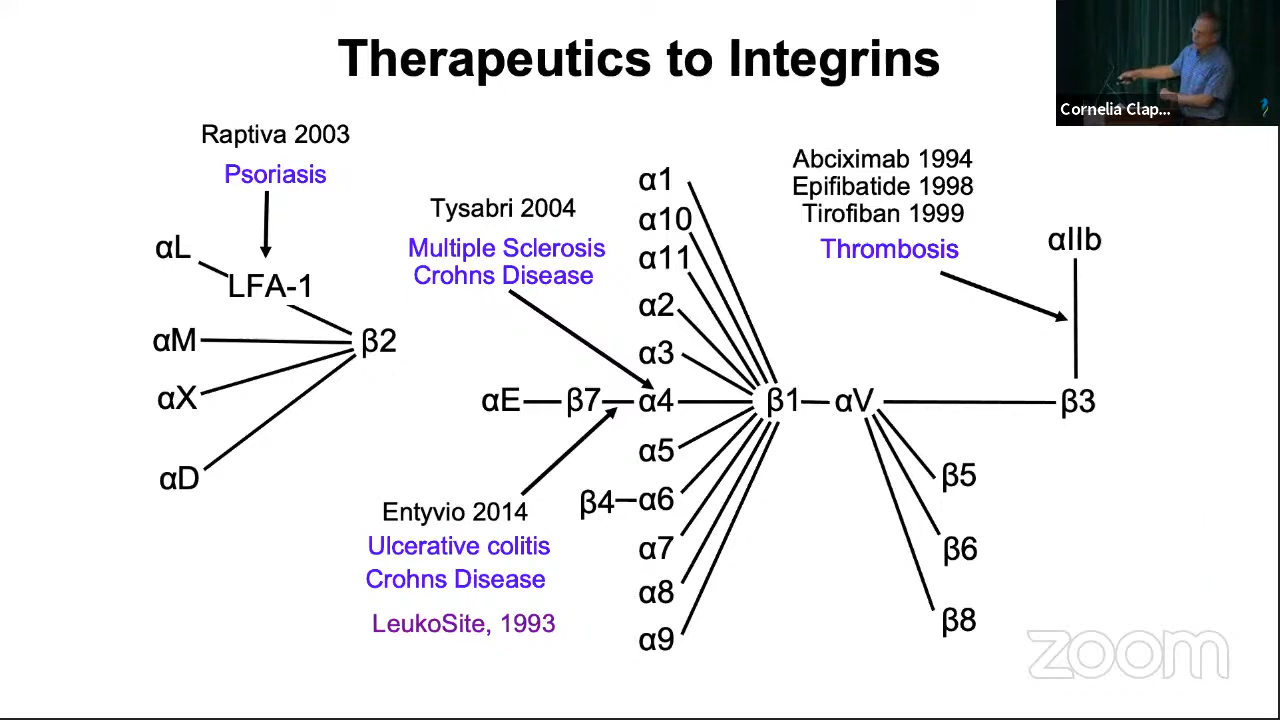 Therapeutics to Integrins
Cornelia Clap...
Raptiva 2003
Psoriasis
αL
LFA-1
αM
β2
αX
αD
Tysabri 2004
Multiple Sclerosis
Crohns Disease
αE
β7
α4
Entyvio 2014
Ulcerative colitis
Crohns Disease
LeukoSite, 1993
α1
α10
α11
α2
α3
α5
β4
α6
α7
α8
α9
β1
αV
Abciximab 1994
Epifibatide 1998
Tirofiban 1999
Thrombosis
αIIb
β3
β5
β6
β8
zoom